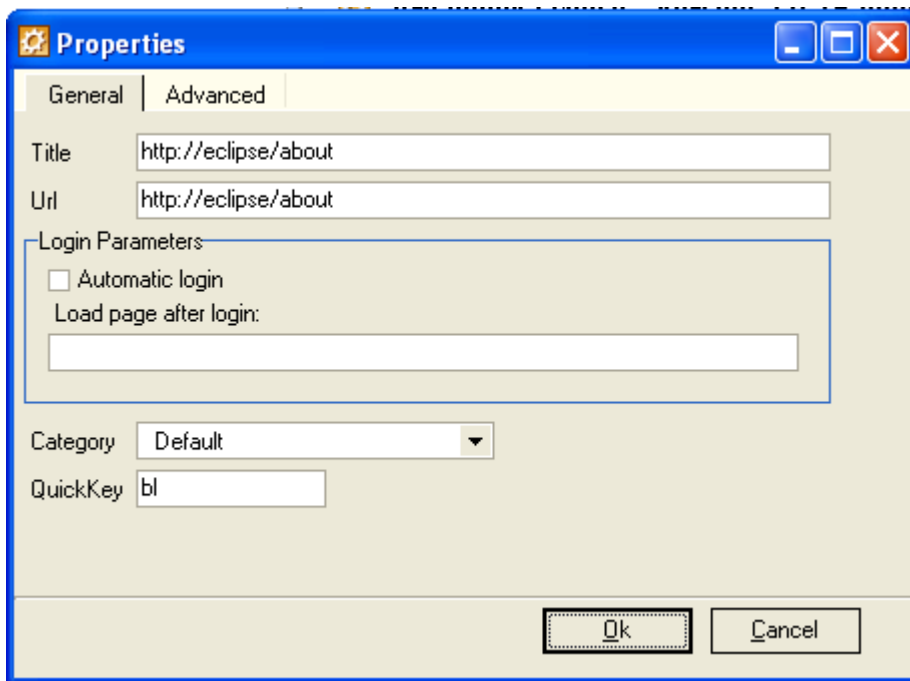 Properties
General Advanced
Title http://eclipse/about
Url http://eclipse/about
Login Parameters
Automatic login
Load page after login:
Category Default
QuickKey bl
Ok Cancel